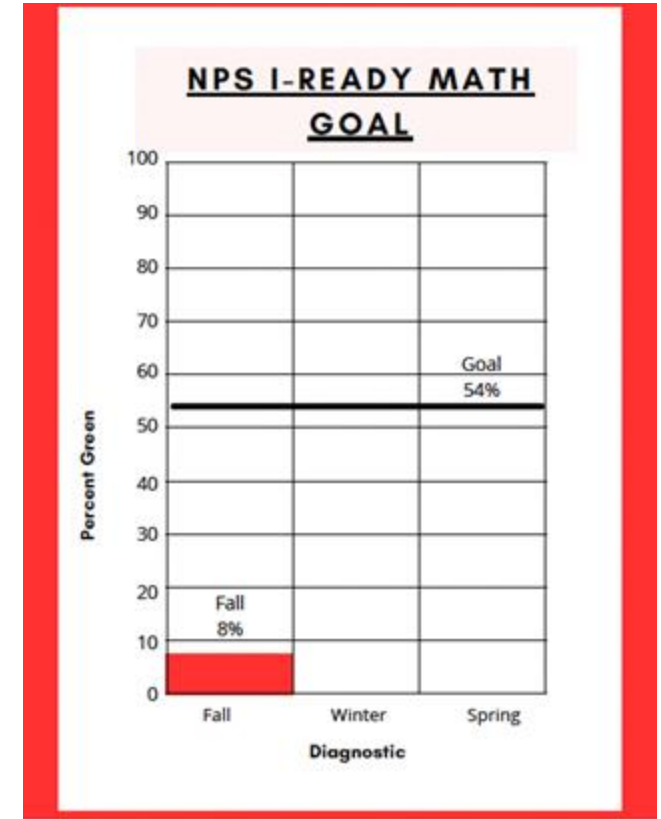 NPS I-READY MATH
GOAL
100
90
80
70
60
50
40
30
20
10
0
Percent Green
Goal
54%
Fall
8%
Fall
Winter
Spring
Diagnostic